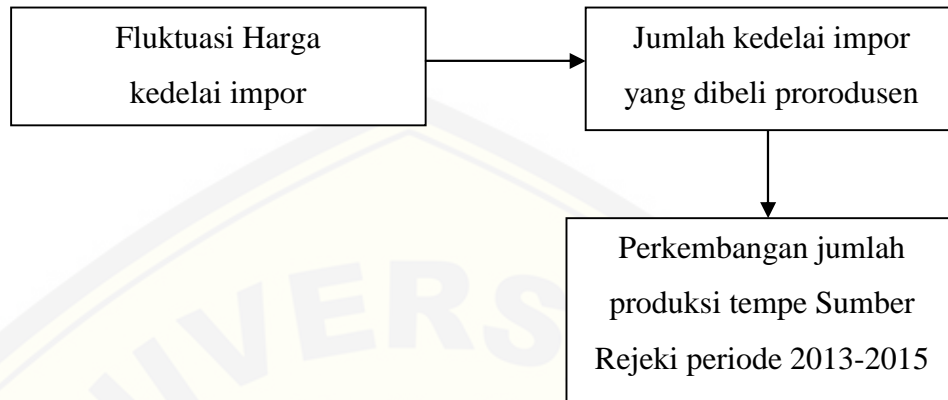 Fluktuasi Harga
kedelai impor
Jumlah kedelai impor
yang dibeli prorodusen
Perkembangan jumlah
produksi tempe Sumber
Rejeki periode 2013-2015